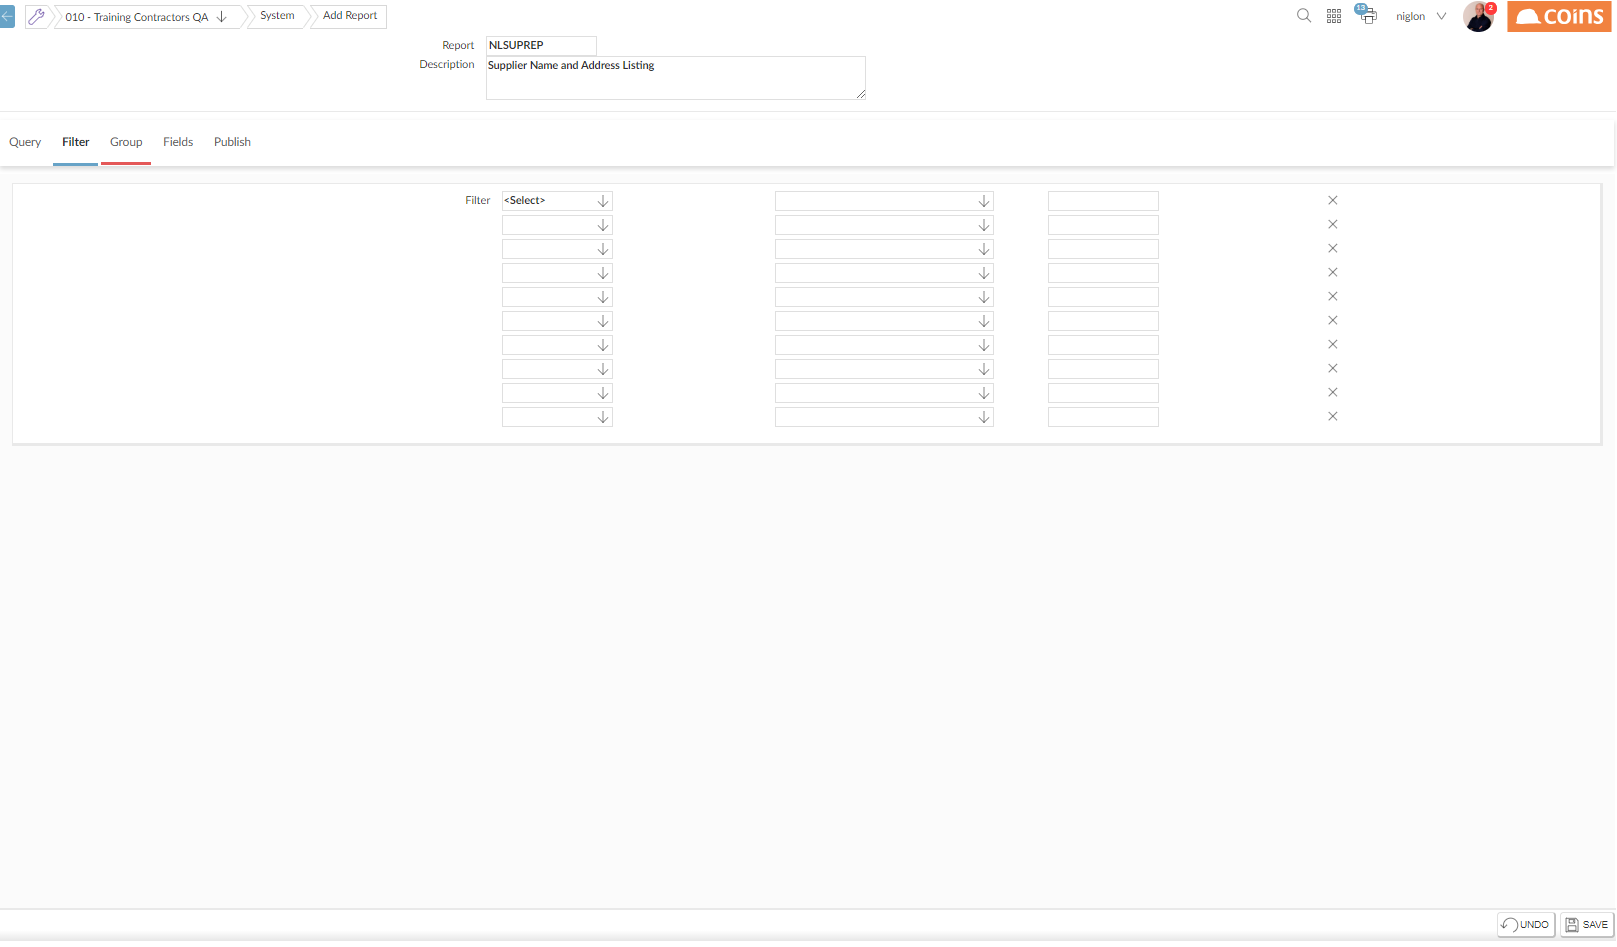 010 - Training Contractors QA
System
Add Report
13
niglon
2
coins
Report
NLSUPREP
Description
Supplier Name and Address Listing
Query
Filter
Group
Fields
Publish
Filter
<Select>
UNDO
SAVE